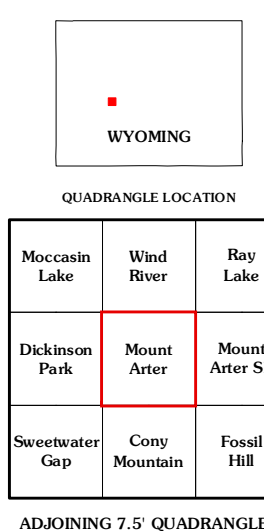 WYOMING
QUADRANGLE LOCATION
Moccasin Lake
Wind River
Ray Lake
Dickinson Park
Mount Arter
Mount Arter S
Sweetwater Gap
Cony Mountain
Fossil Hill
ADJOINING 7.5' QUADRANGLE